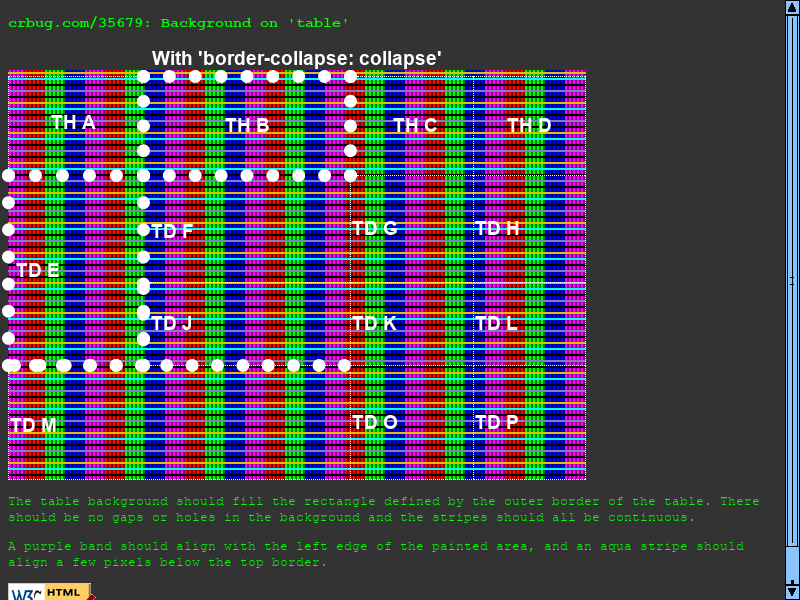 crbug.com/35679: Background on 'table'
With 'border-collapse: collapse'
TH A TH B TH C TH D
TD E TD F TD G TD H
TD J TD K TD L
TD M TD O TD P
The table background should fill the rectangle defined by the outer border of the table. There
should be no gaps or holes in the background and the stripes should all be continuous.
A purple band should align with the left edge of the painted area, and an aqua stripe should
align a few pixels below the top border.
W3C HTML